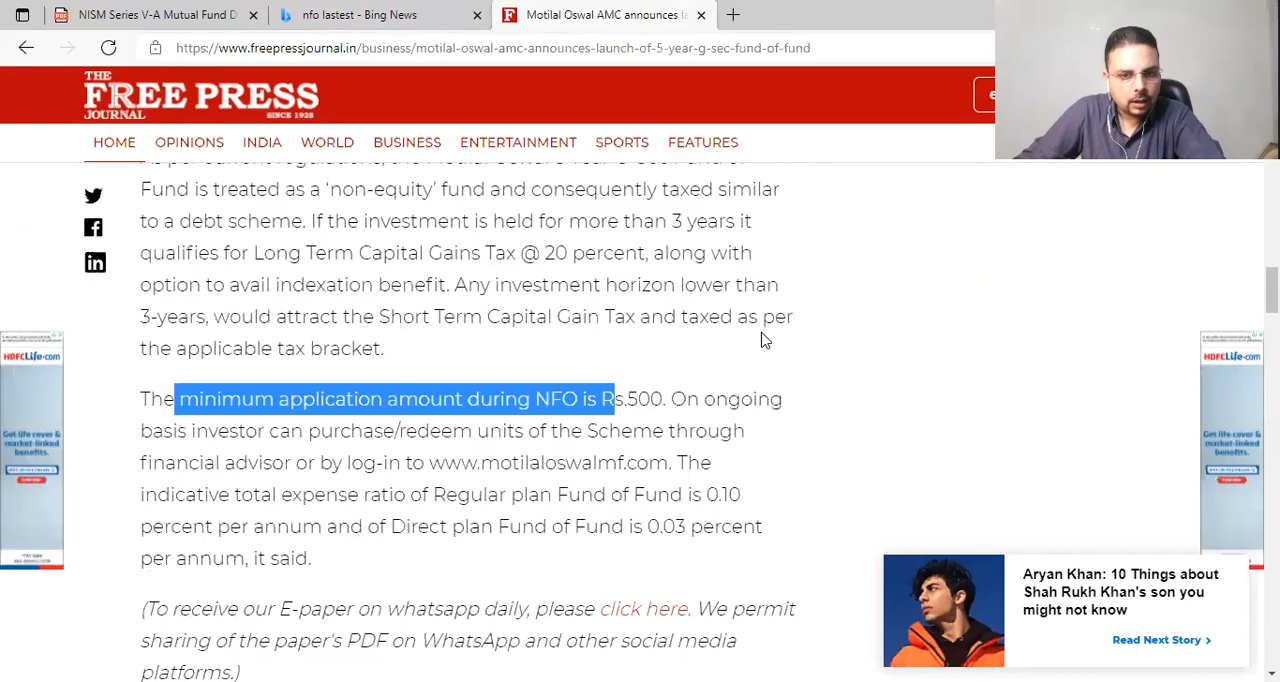 NISM Series V-A Mutual Fund D
nfo lastest - Bing News
Motilal Oswal AMC announces la
https://www.freepressjournal.in/business/motilal-oswal-amc-announces-launch-of-5-year-g-sec-fund-of-fund
THE
FREE PRESS
JOURNAL SINCE 1928
HOME OPINIONS INDIA WORLD BUSINESS ENTERTAINMENT SPORTS FEATURES
Fund is treated as a ‘non-equity’ fund and consequently taxed similar
to a debt scheme. If the investment is held for more than 3 years it
qualifies for Long Term Capital Gains Tax @ 20 percent, along with
option to avail indexation benefit. Any investment horizon lower than
3-years, would attract the Short Term Capital Gain Tax and taxed as per
the applicable tax bracket.
The minimum application amount during NFO is Rs.500. On ongoing
basis investor can purchase/redeem units of the Scheme through
financial advisor or by log-in to www.motilaloswalmf.com. The
indicative total expense ratio of Regular plan Fund of Fund is 0.10
percent per annum and of Direct plan Fund of Fund is 0.03 percent
per annum, it said.
(To receive our E-paper on whatsapp daily, please click here. We permit
sharing of the paper's PDF on WhatsApp and other social media
platforms.)
HDFCLife.com
Get life cover &
market-linked
benefits.
HDFCLife.com
Get life cover &
market-linked
benefits.
Aryan Khan: 10 Things about
Shah Rukh Khan's son you
might not know
Read Next Story >